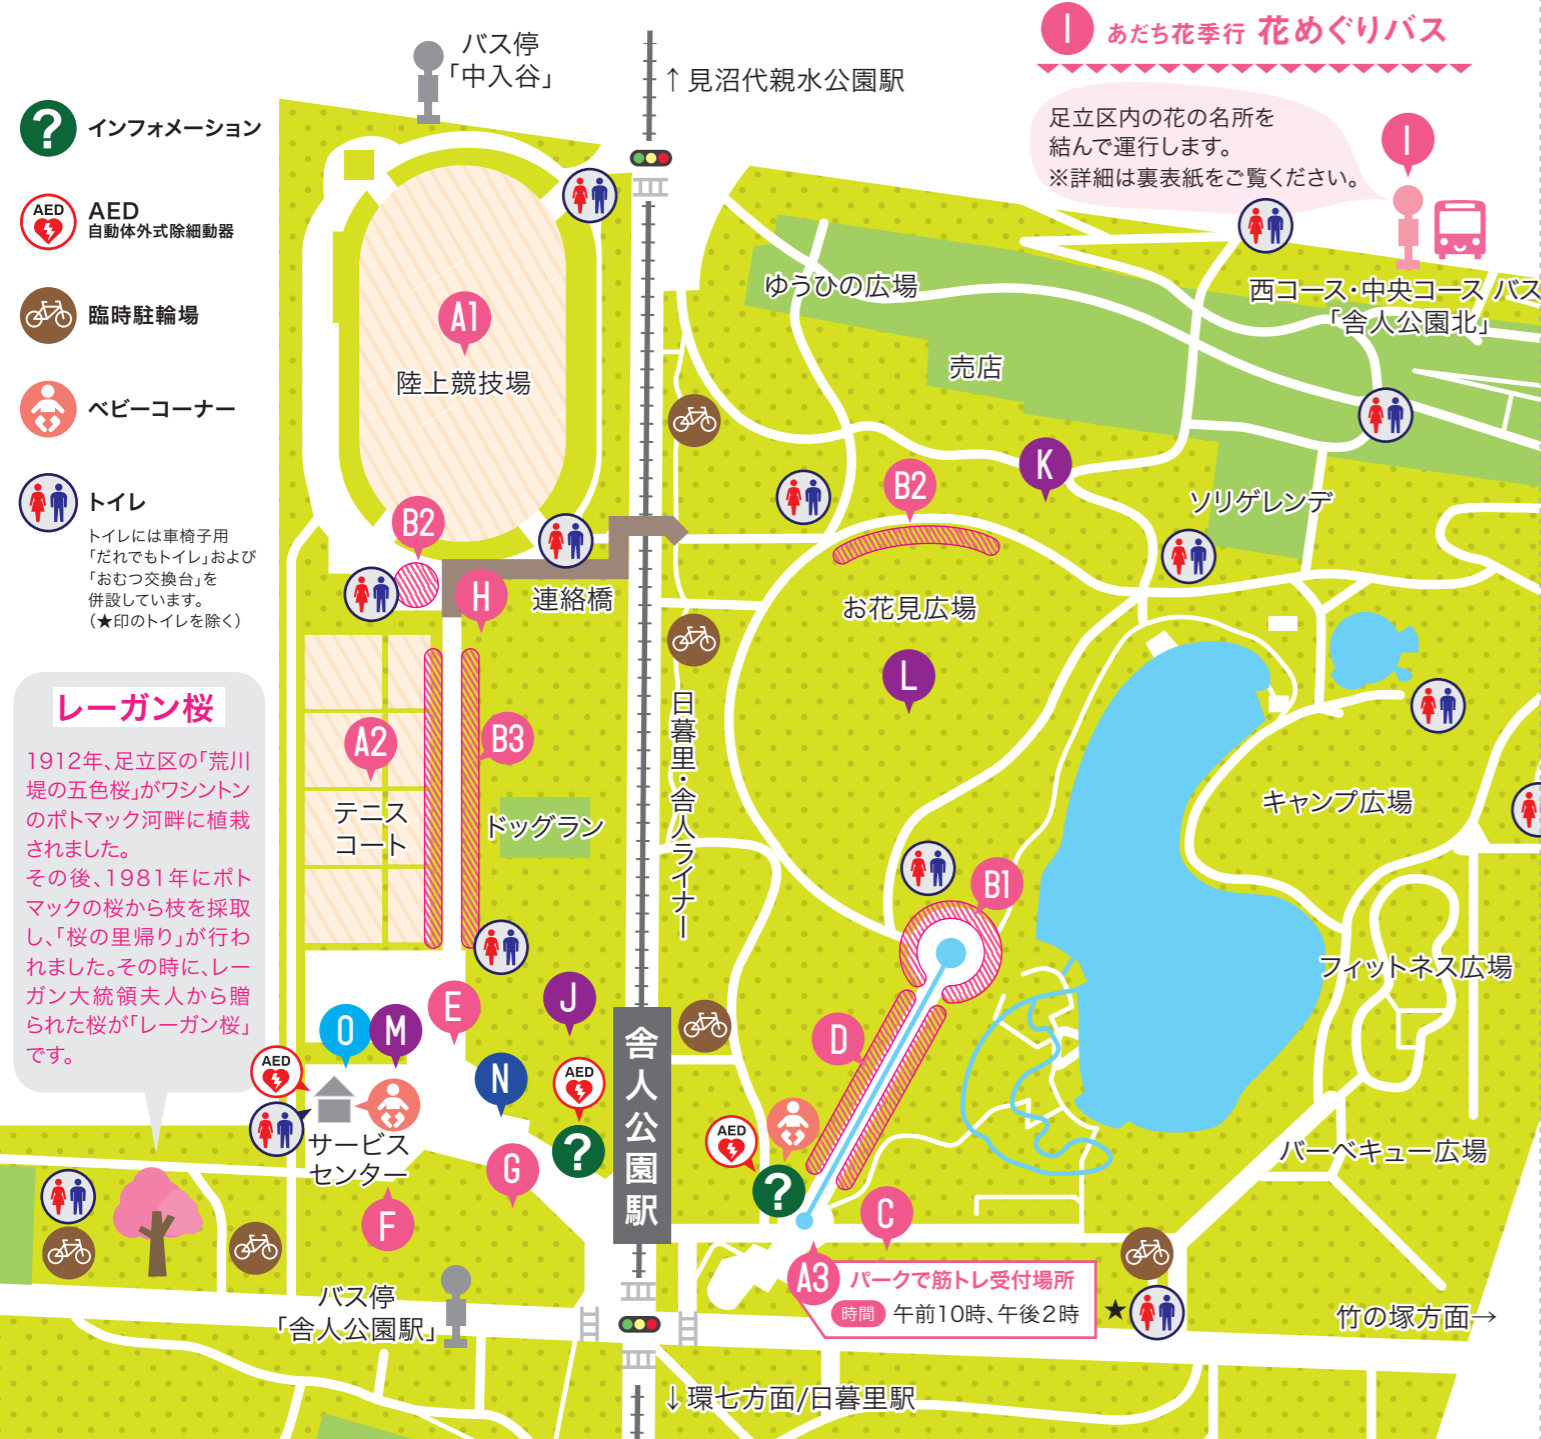 I あだち花季行 花めぐりバス
足立区内の花の名所を
結んで運行します。
※詳細は裏表紙をご覧ください。
I
西コース・中央コース バス
「舎人公園北」
バス停
「中入谷」
↑見沼代親水公園駅
? インフォメーション
AED AED
自動体外式除細動器
臨時駐輪場
ベビーコーナー
トイレ
トイレには車椅子用
「だれでもトイレ」および
「おむつ交換台」を
併設しています。
(★印のトイレを除く)
レーガン桜
1912年、足立区の「荒川
堤の五色桜」がワシントン
のポトマック河畔に植栽
されました。
その後、1981年にポト
マックの桜から枝を採取
し、「桜の里帰り」が行わ
れました。その時に、レー
ガン大統領夫人から贈
られた桜が「レーガン桜」
です。
A1
陸上競技場
ゆうひの広場
売店
K
B2
B2
ソリゲレンデ
H
連絡橋
お花見広場
L
A2
B3
テニス
コート
ドッグラン
日暮里・舎人ライナー
キャンプ広場
B1
フィットネス広場
E
J
O
M
D
N
AED
AED
舎人公園駅
サービス
センター
G
?
AED
?
バーベキュー広場
F
C
A3 パークで筋トレ受付場所
時間 午前10時、午後2時
★
バス停
「舎人公園駅」
竹の塚方面→
↓環七方面/日暮里駅